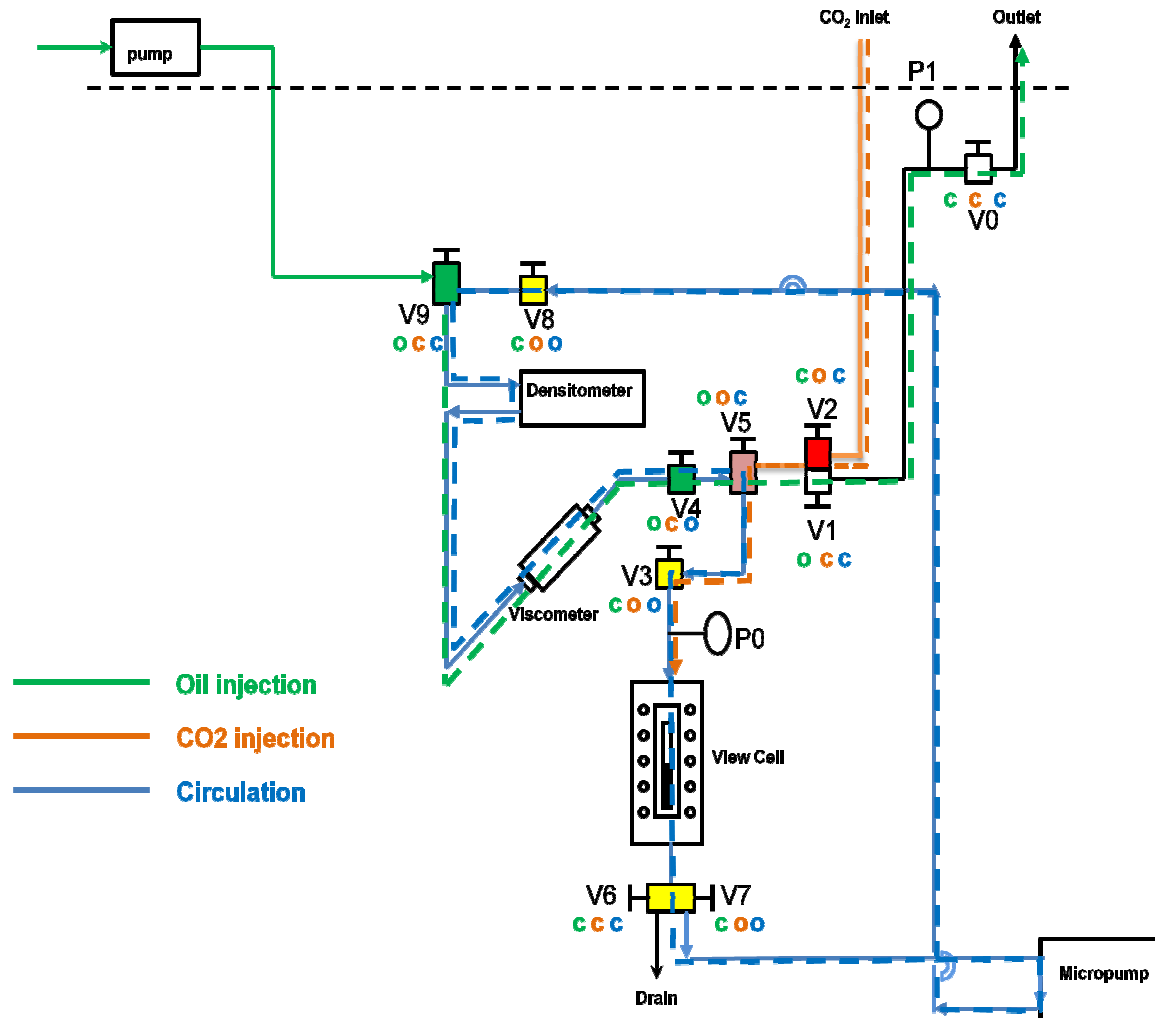 CO2 Inlet
Outlet
pump
P1
c c c
V0
V9
o c c
V8
c o o
Densitometer
c o c
V2
o o c
V5
V4
o c o
V1
o c c
V3
c o o
Viscometer
P0
Oil injection
CO2 injection
Circulation
View Cell
V6
c c c
V7
c o o
Drain
Micropump